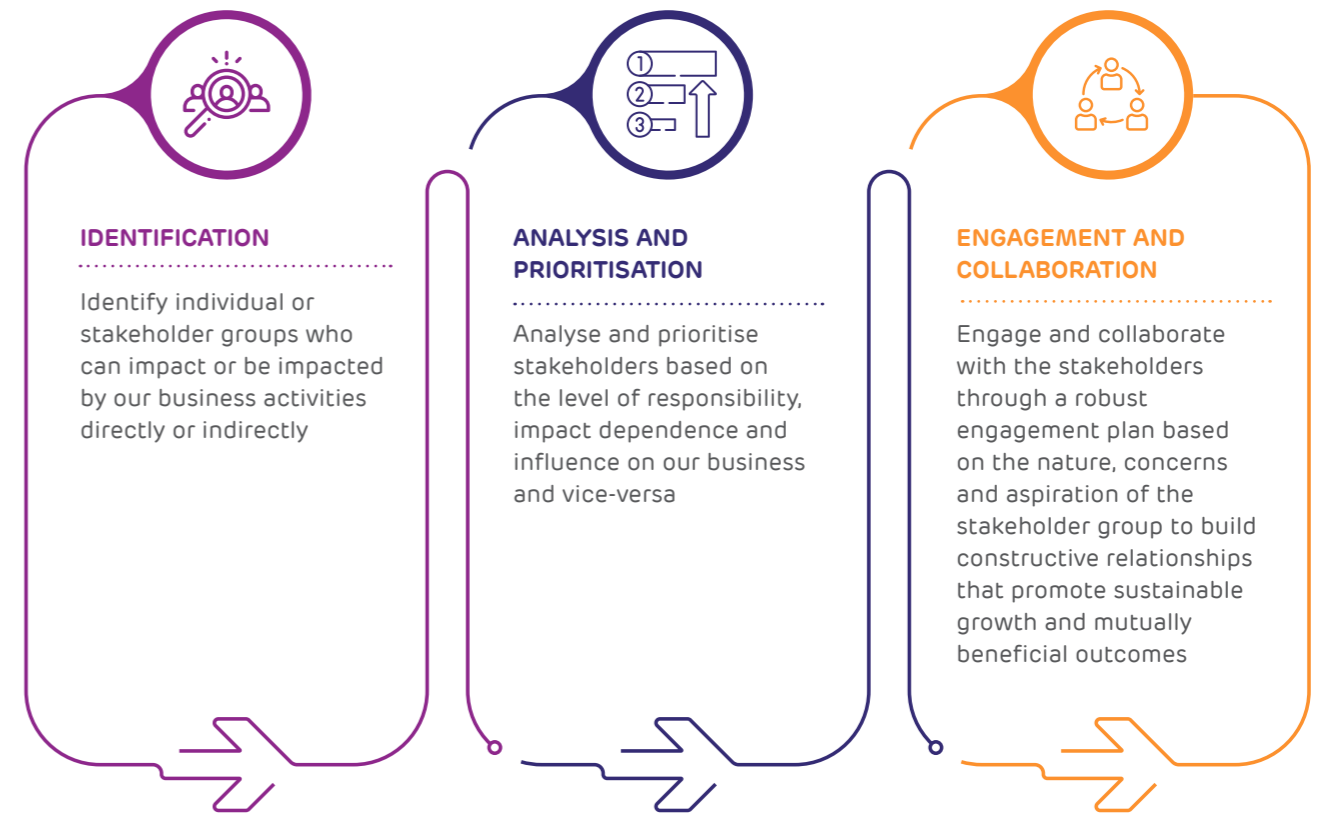 IDENTIFICATION
Identify individual or
stakeholder groups who
can impact or be impacted
by our business activities
directly or indirectly
1
2
3
ANALYSIS AND
PRIORITISATION
Analyse and prioritise
stakeholders based on
the level of responsibility,
impact dependence and
influence on our business
and vice-versa
ENGAGEMENT AND
COLLABORATION
Engage and collaborate
with the stakeholders
through a robust
engagement plan based
on the nature, concerns
and aspiration of the
stakeholder group to build
constructive relationships
that promote sustainable
growth and mutually
beneficial outcomes